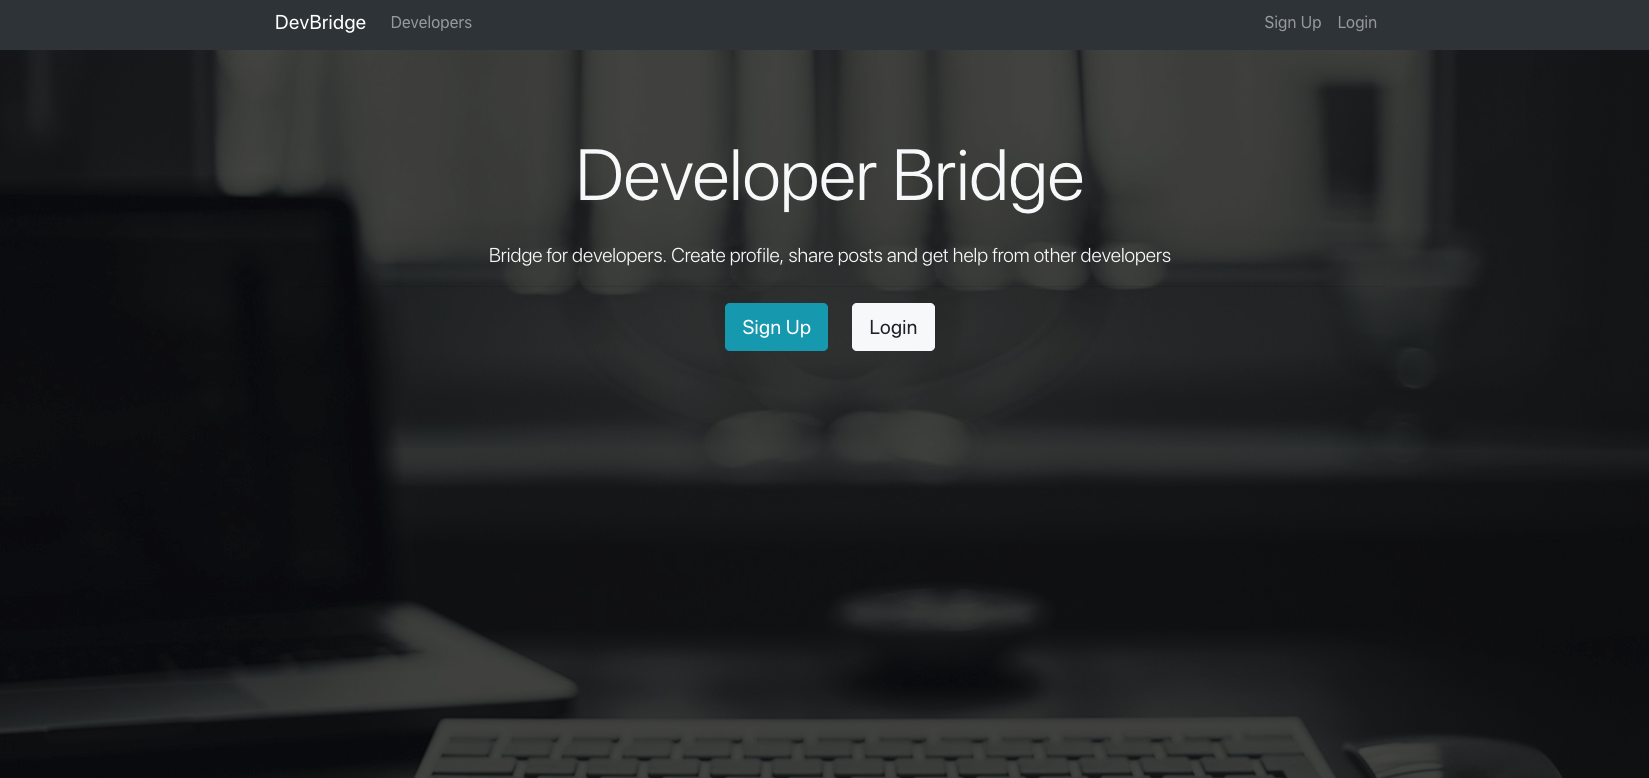 DevBridge Developers Sign Up Login
Developer Bridge
Bridge for developers. Create profile, share posts and get help from other developers
Sign Up Login